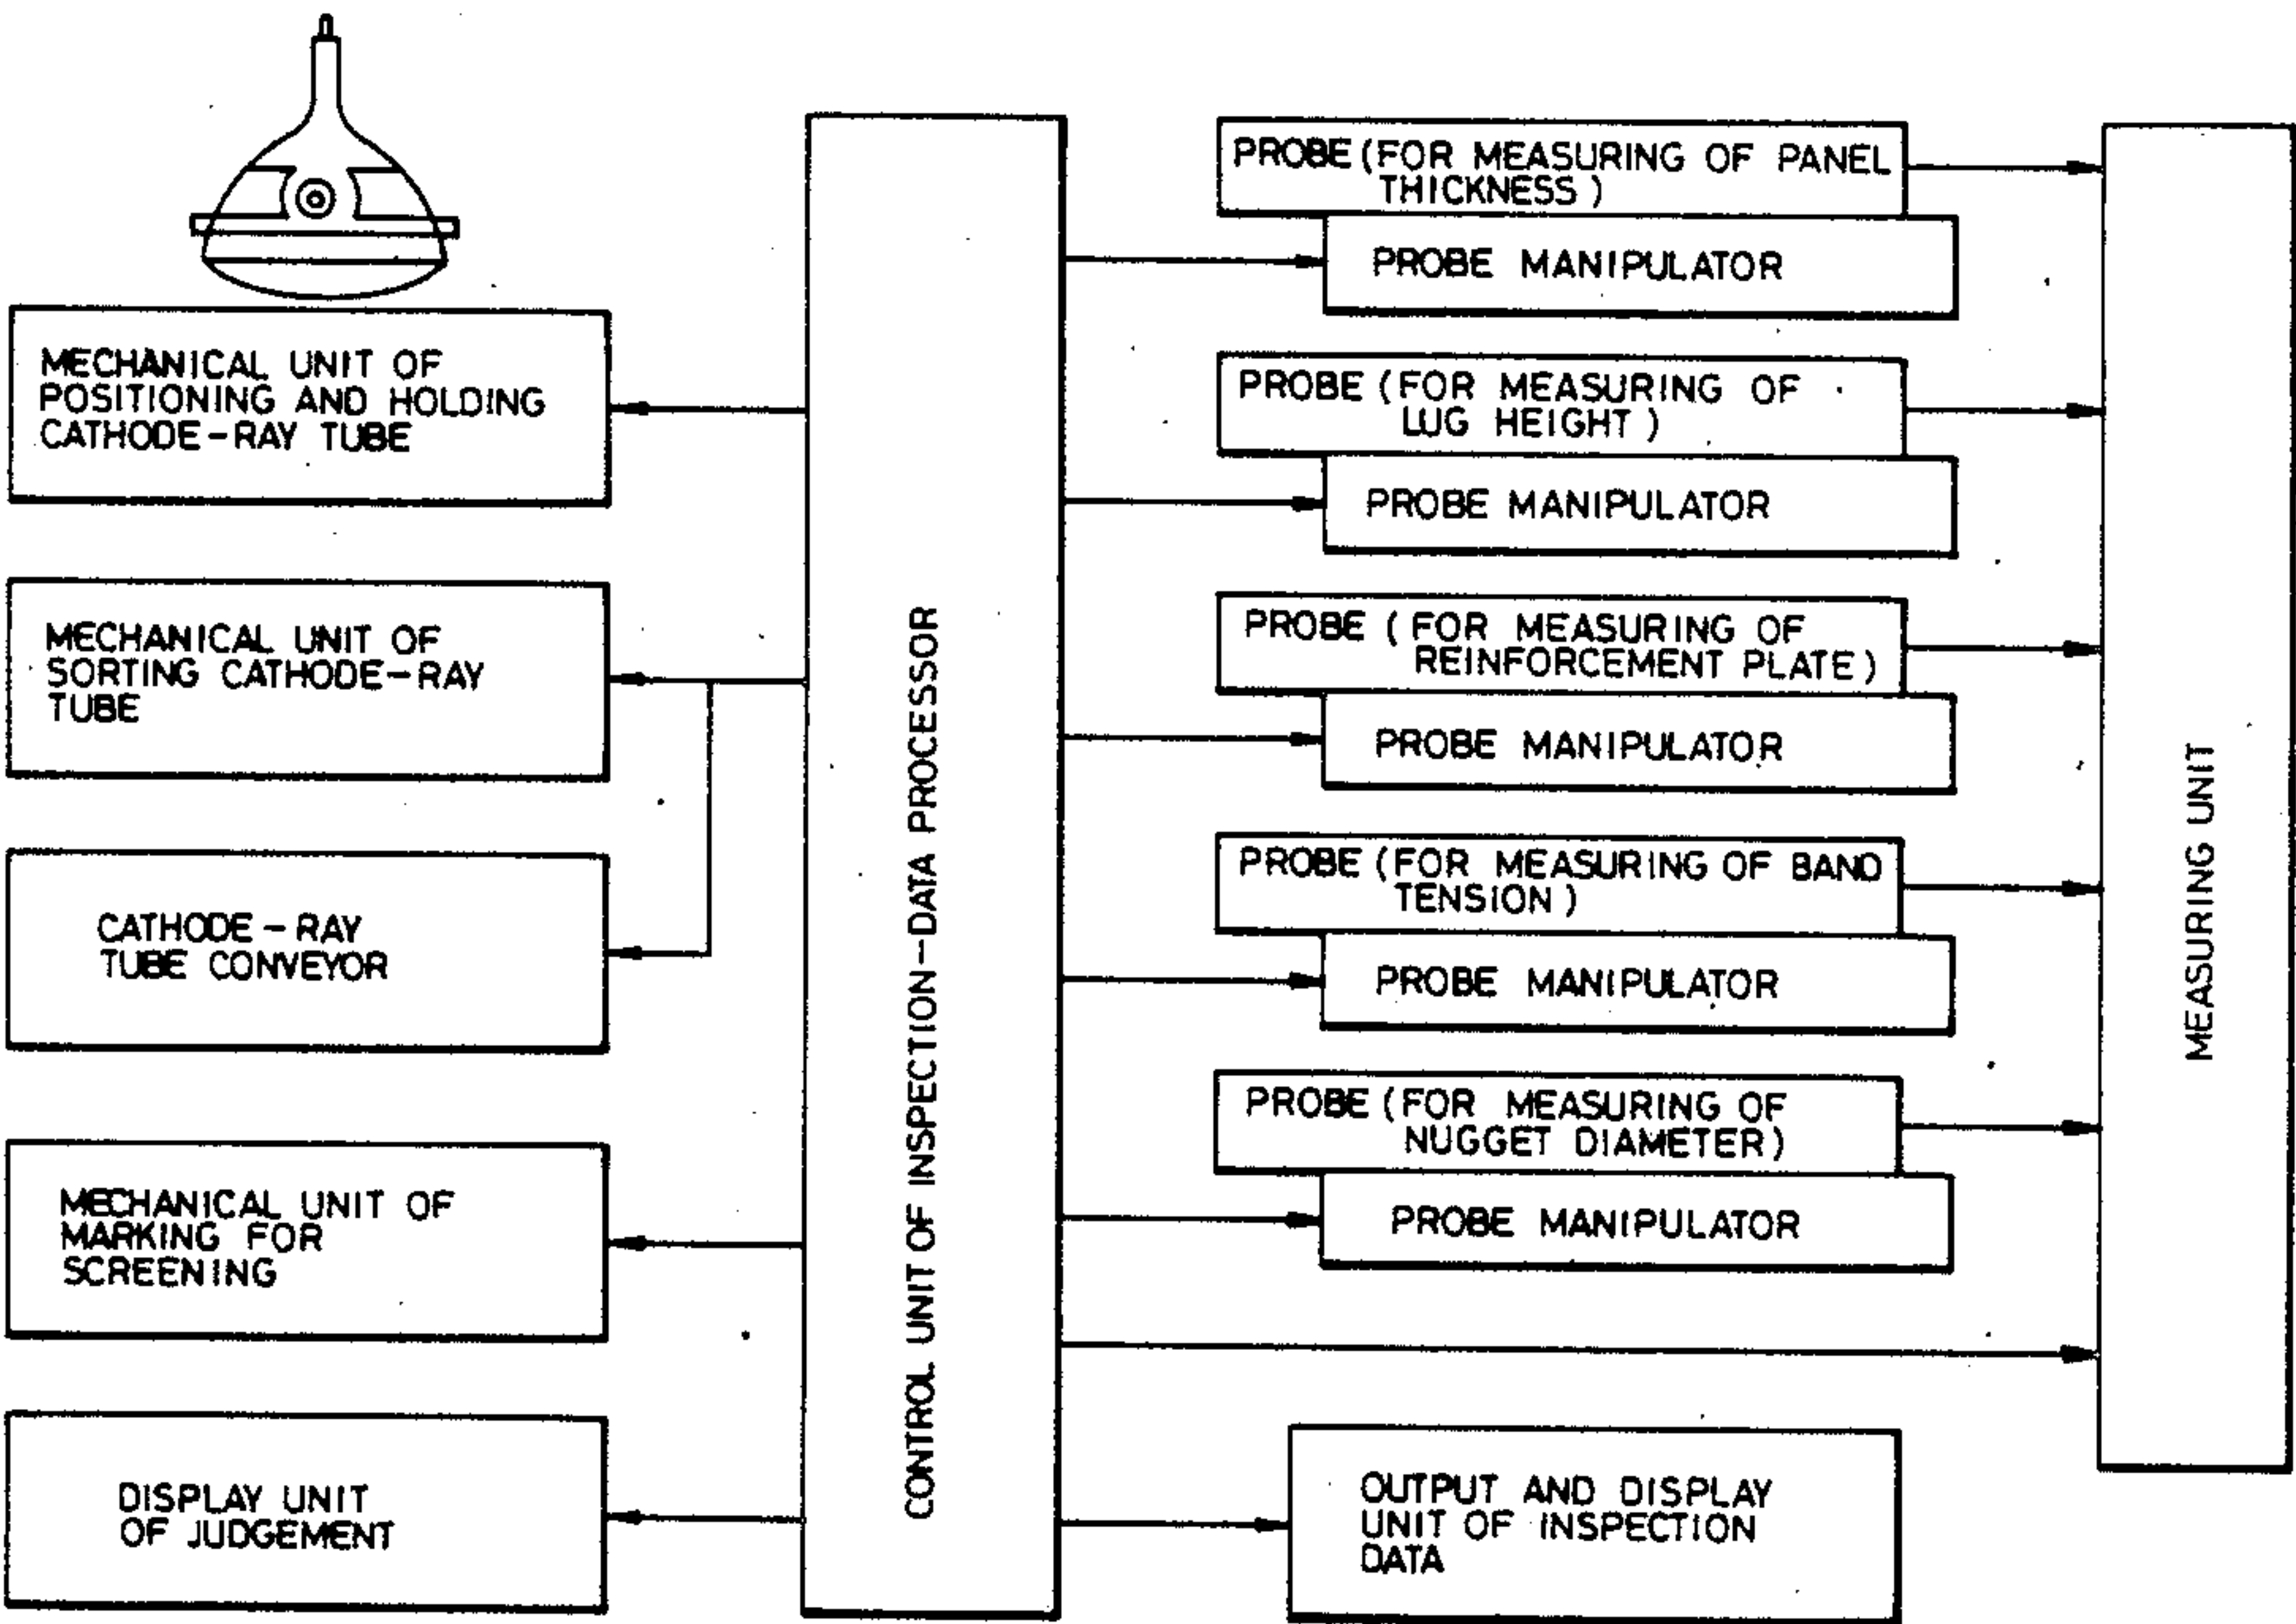 MECHANICAL UNIT OF
POSITIONING AND HOLDING
CATHODE-RAY TUBE
MECHANICAL UNIT OF
SORTING CATHODE-RAY
TUBE
CATHODE-RAY
TUBE CONVEYOR
MECHANICAL UNIT OF
MARKING FOR
SCREENING
DISPLAY UNIT
OF JUDGEMENT
CONTROL UNIT OF INSPECTION-DATA PROCESSOR
PROBE (FOR MEASURING OF PANEL
THICKNESS)
PROBE MANIPULATOR
PROBE (FOR MEASURING OF
LUG HEIGHT)
PROBE MANIPULATOR
PROBE (FOR MEASURING OF
REINFORCEMENT PLATE)
PROBE MANIPULATOR
PROBE (FOR MEASURING OF BAND
TENSION)
PROBE MANIPULATOR
PROBE (FOR MEASURING OF
NUGGET DIAMETER)
PROBE MANIPULATOR
OUTPUT AND DISPLAY
UNIT OF INSPECTION
DATA
MEASURING UNIT